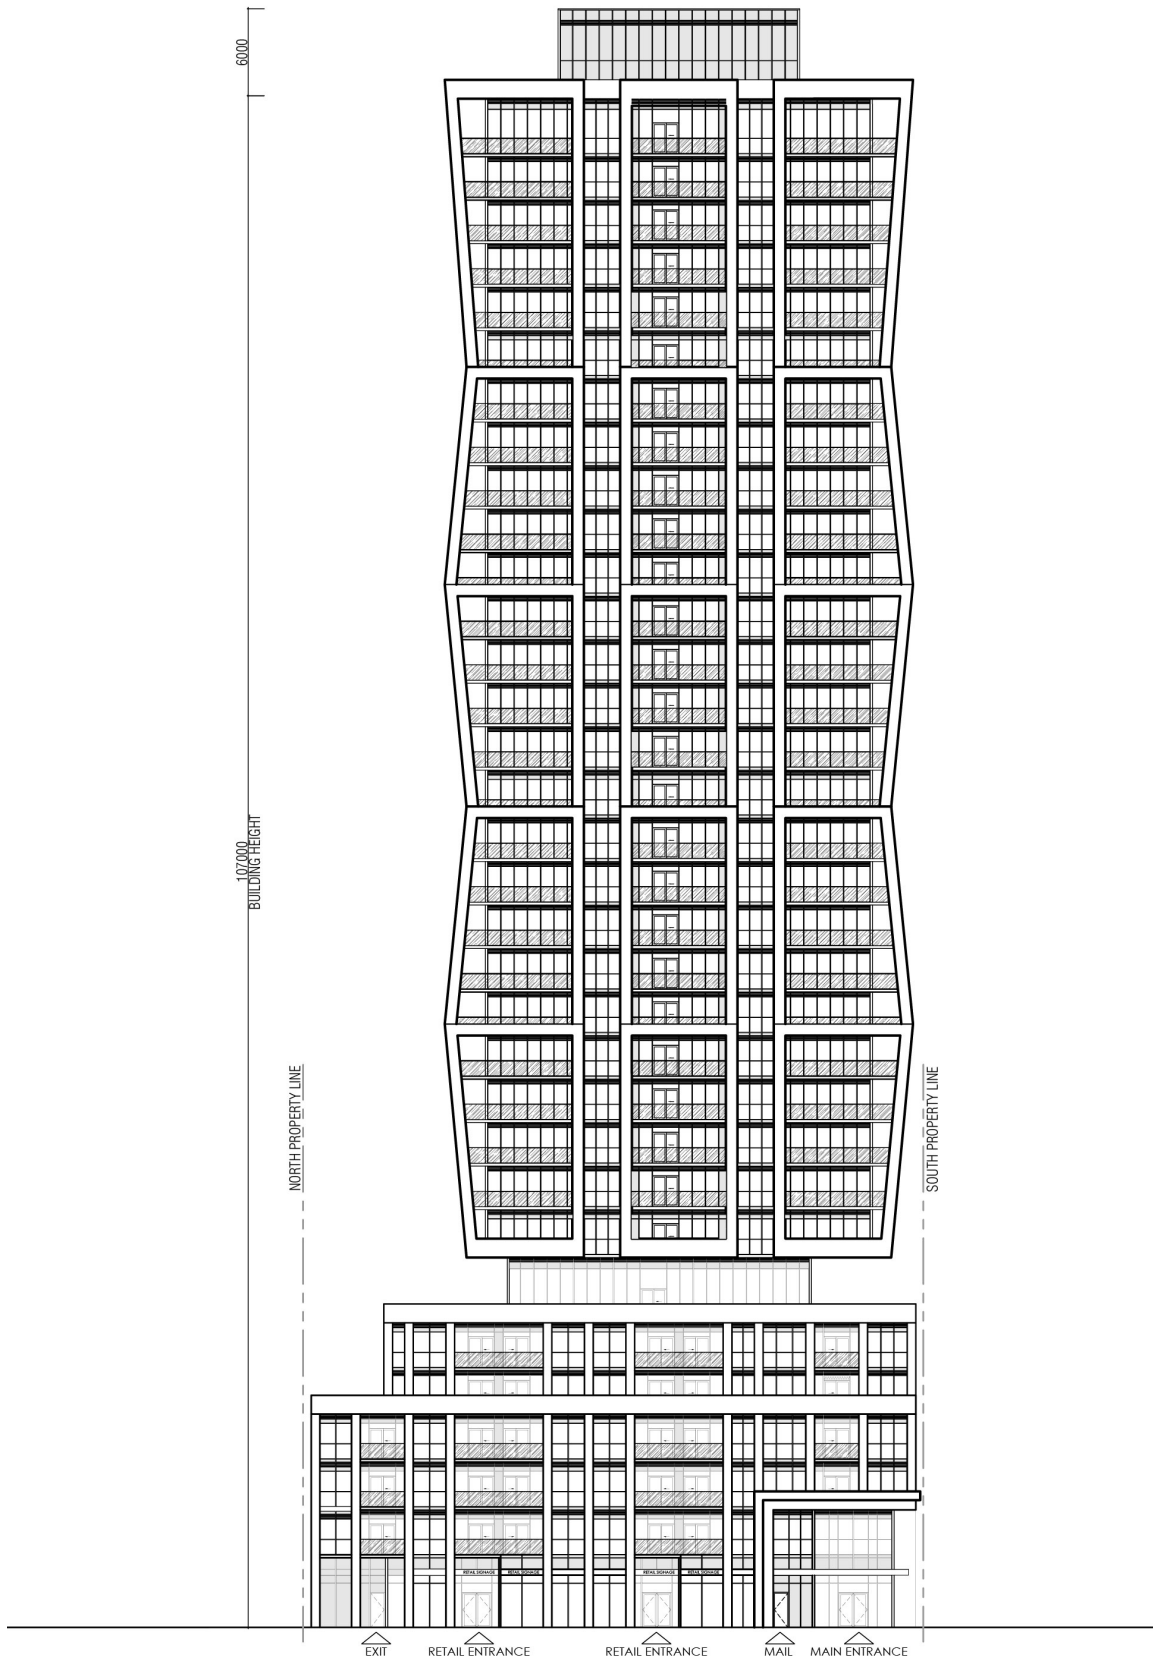 6000
107000
BUILDING HEIGHT
NORTH PROPERTY LINE
SOUTH PROPERTY LINE
RETAIL SIGNAGE
RETAIL SIGNAGE
RETAIL SIGNAGE
RETAIL SIGNAGE
EXIT
RETAIL ENTRANCE
RETAIL ENTRANCE
MAIL
MAIN ENTRANCE